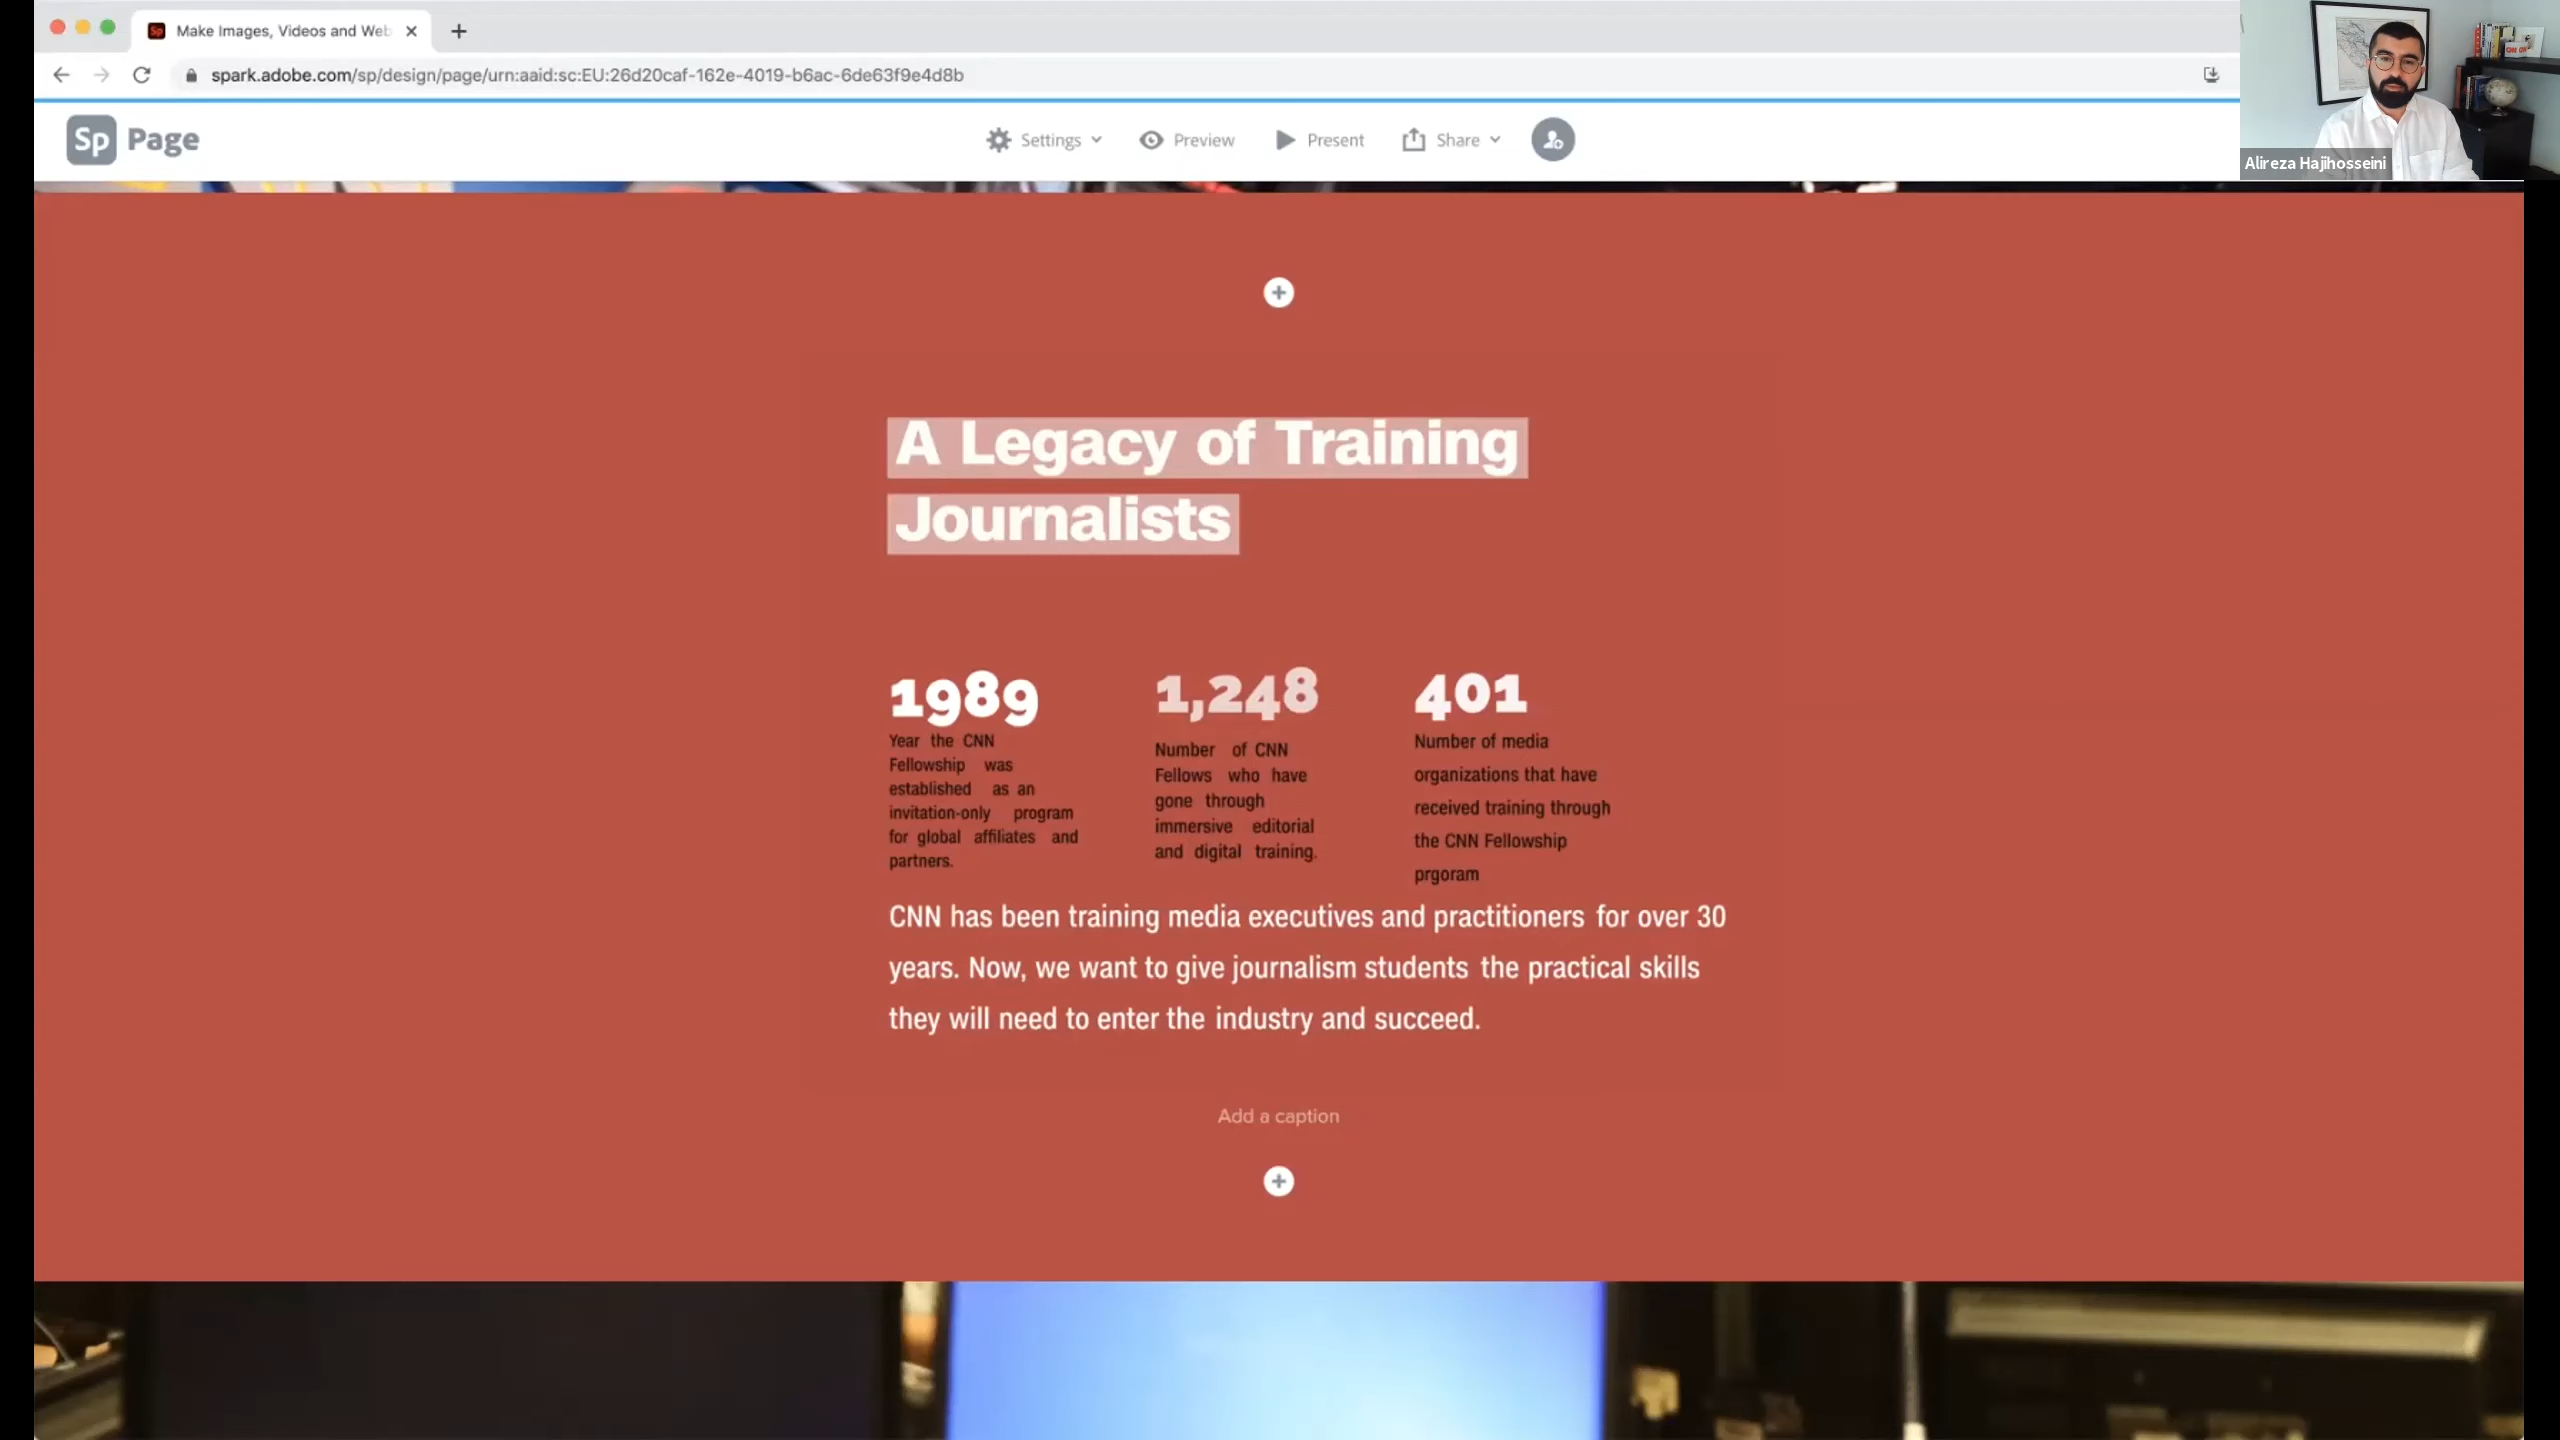 Make Images, Videos and Web
spark.adobe.com/sp/design/page/urn:aaid:sc:EU:26d20caf-162e-4019-b6ac-6de63f9e4d8b
Sp Page
Settings
Preview
Present
Share
Alireza Hajihosseini
A Legacy of Training
Journalists
1989
Year the CNN
Fellowship was
established as an
invitation-only program
for global affiliates and
partners.
1,248
Number of CNN
Fellows who have
gone through
immersive editorial
and digital training.
401
Number of media
organizations that have
received training through
the CNN Fellowship
prgoram
CNN has been training media executives and practitioners for over 30
years. Now, we want to give journalism students the practical skills
they will need to enter the industry and succeed.
Add a caption